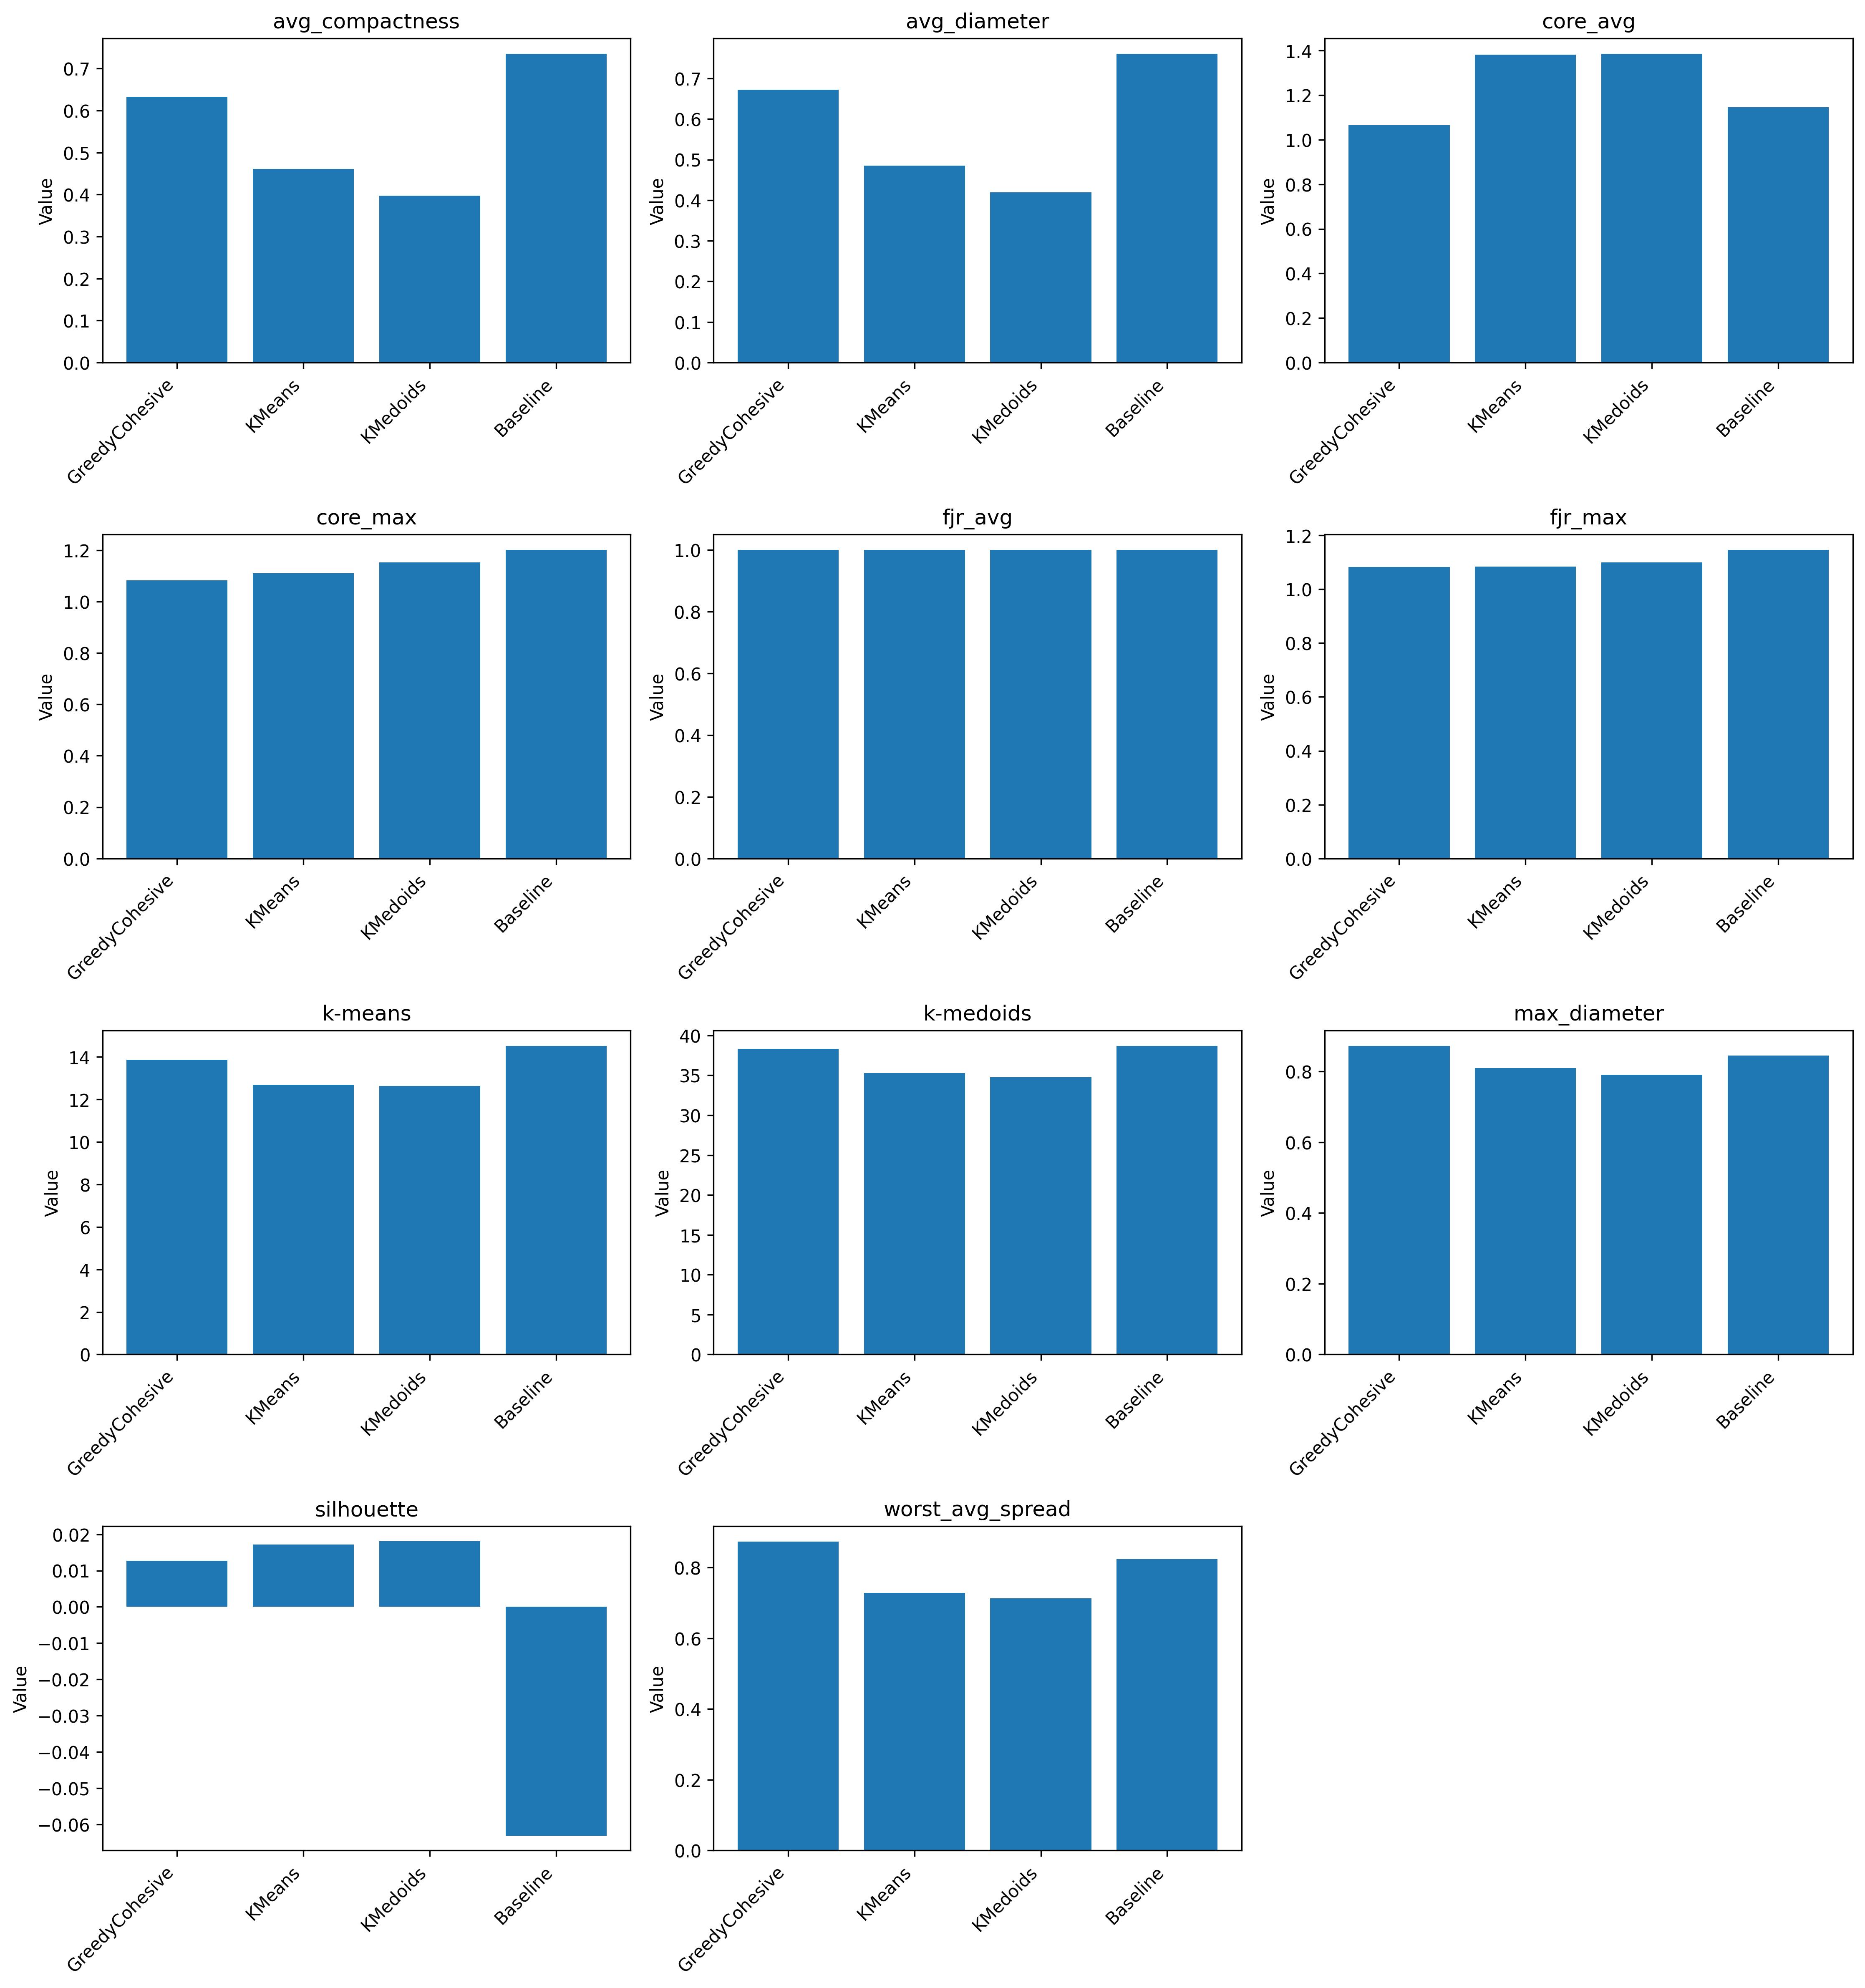 avg_compactness
Value
0.7
0.6
0.5
0.4
0.3
0.2
0.1
0.0
GreedyCohesive
KMeans
KMedoids
Baseline
avg_diameter
Value
0.7
0.6
0.5
0.4
0.3
0.2
0.1
0.0
GreedyCohesive
KMeans
KMedoids
Baseline
core_avg
Value
1.4
1.2
1.0
0.8
0.6
0.4
0.2
0.0
GreedyCohesive
KMeans
KMedoids
Baseline
core_max
Value
1.2
1.0
0.8
0.6
0.4
0.2
0.0
GreedyCohesive
KMeans
KMedoids
Baseline
fjr_avg
Value
1.0
0.8
0.6
0.4
0.2
0.0
GreedyCohesive
KMeans
KMedoids
Baseline
fjr_max
Value
1.2
1.0
0.8
0.6
0.4
0.2
0.0
GreedyCohesive
KMeans
KMedoids
Baseline
k-means
Value
14
12
10
8
6
4
2
0
GreedyCohesive
KMeans
KMedoids
Baseline
k-medoids
Value
40
35
30
25
20
15
10
5
0
GreedyCohesive
KMeans
KMedoids
Baseline
max_diameter
Value
0.8
0.6
0.4
0.2
0.0
GreedyCohesive
KMeans
KMedoids
Baseline
silhouette
Value
0.02
0.01
0.00
−0.01
−0.02
−0.03
−0.04
−0.05
−0.06
GreedyCohesive
KMeans
KMedoids
Baseline
worst_avg_spread
Value
0.8
0.6
0.4
0.2
0.0
GreedyCohesive
KMeans
KMedoids
Baseline